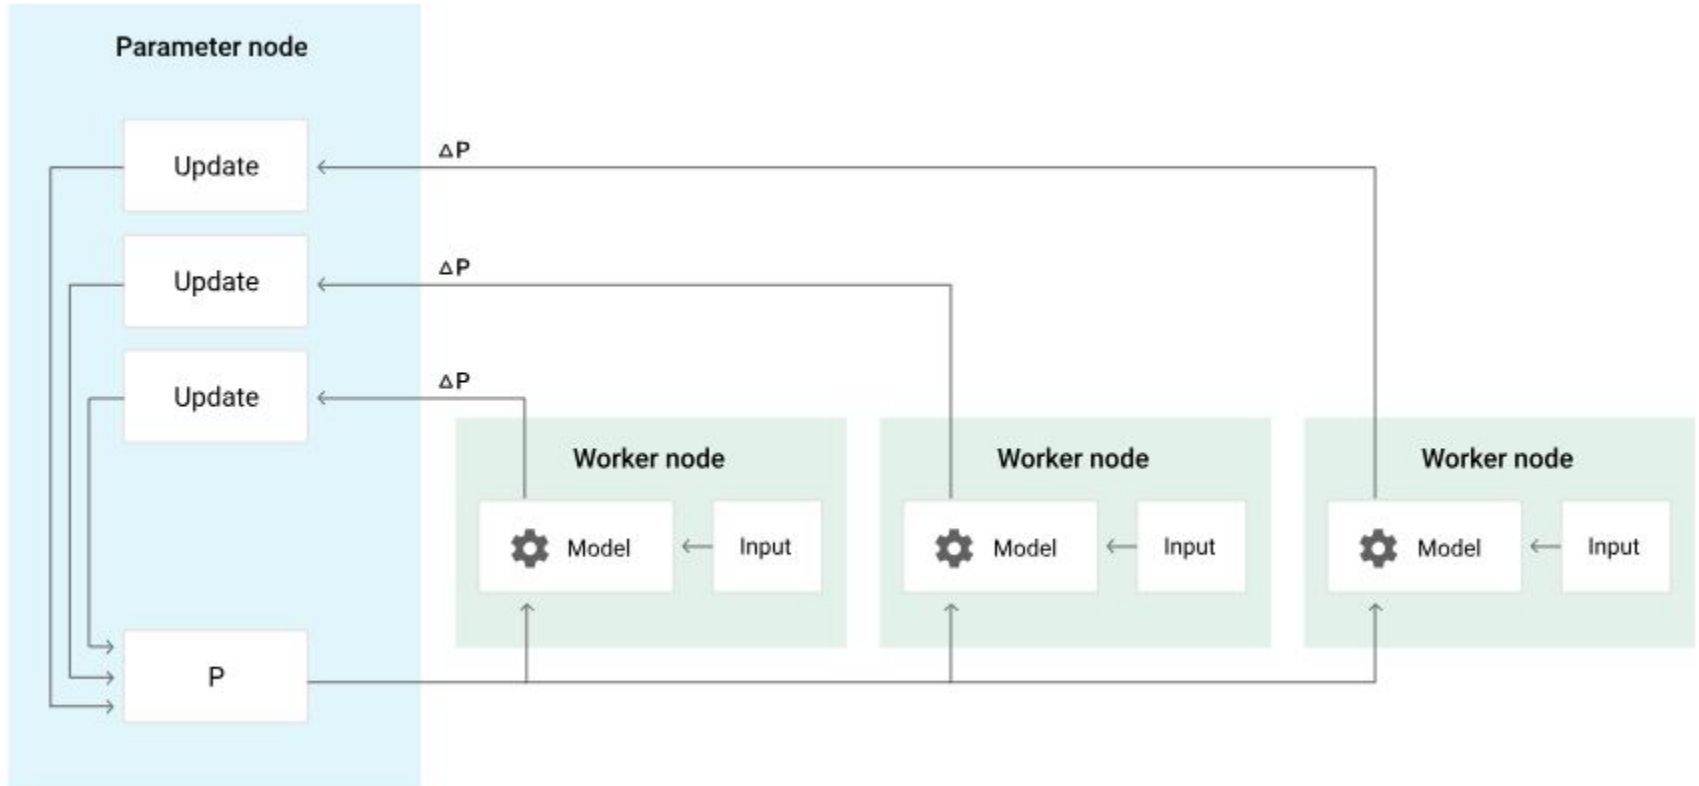 Parameter node
Update
ΔP
Update
ΔP
Update
ΔP
P
Worker node
Model
Input
Worker node
Model
Input
Worker node
Model
Input